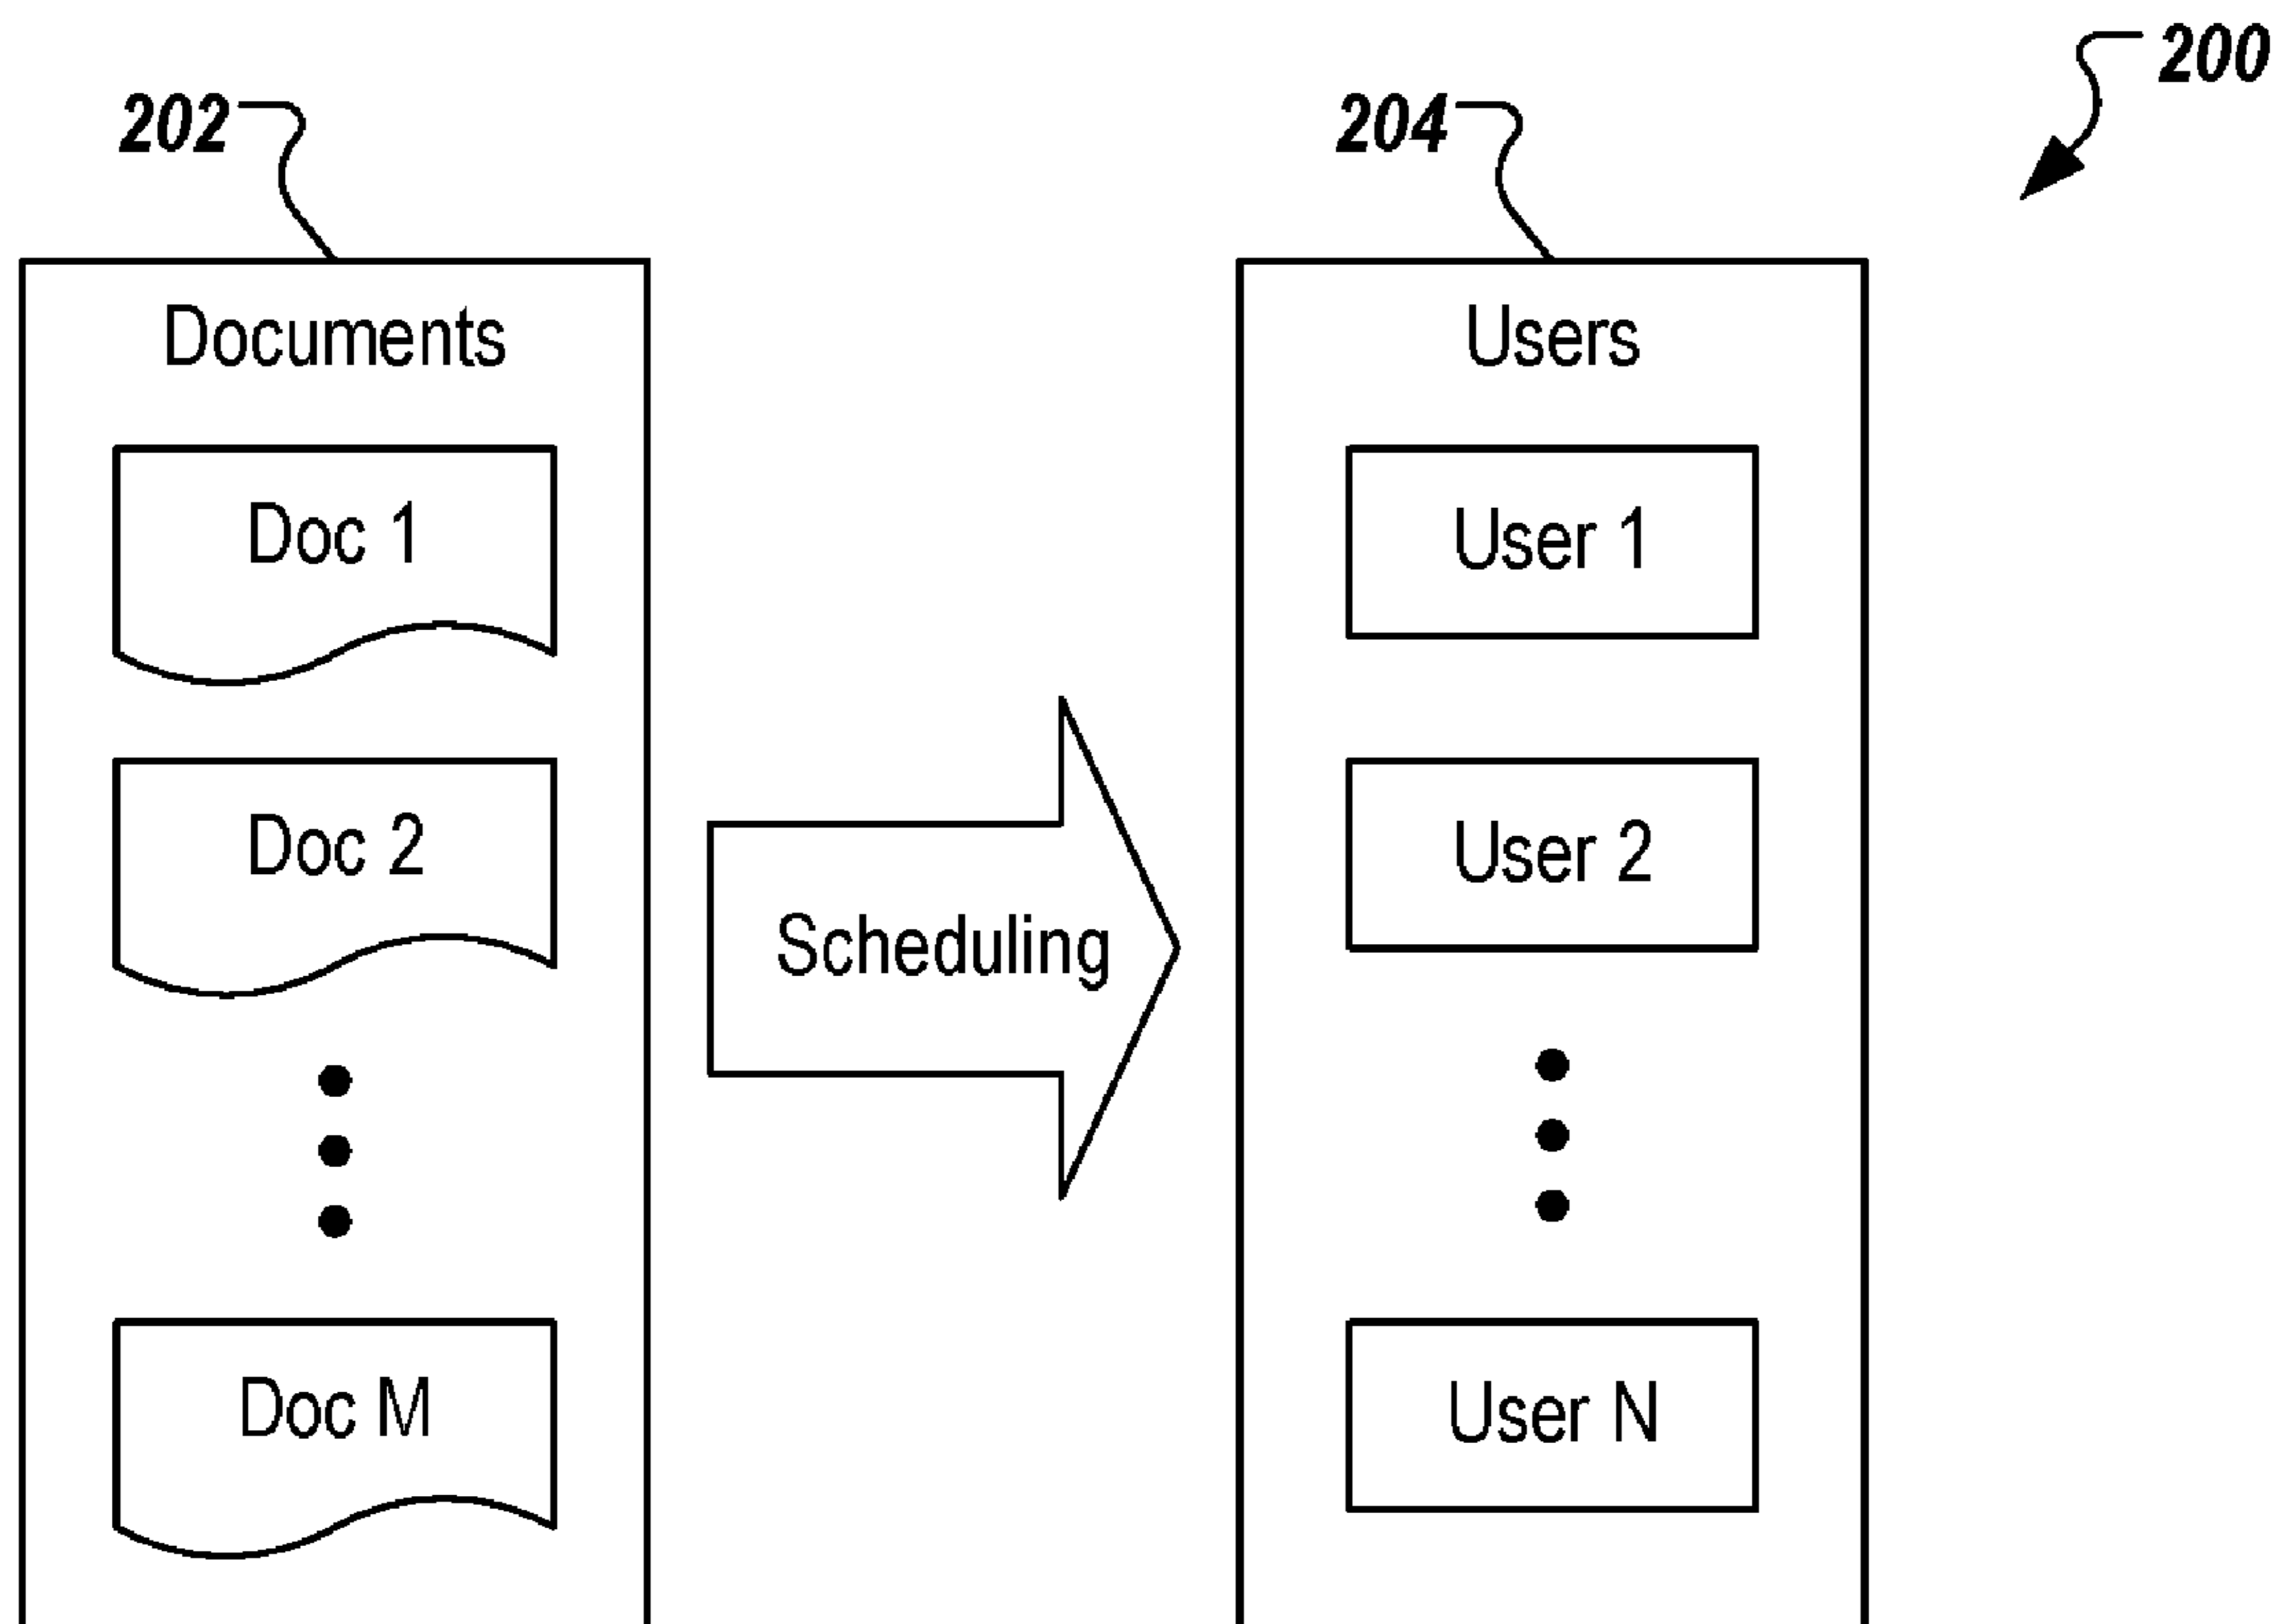 200
202
204
Documents
Doc 1
Doc 2
Doc M
Scheduling
Users
User 1
User 2
User N